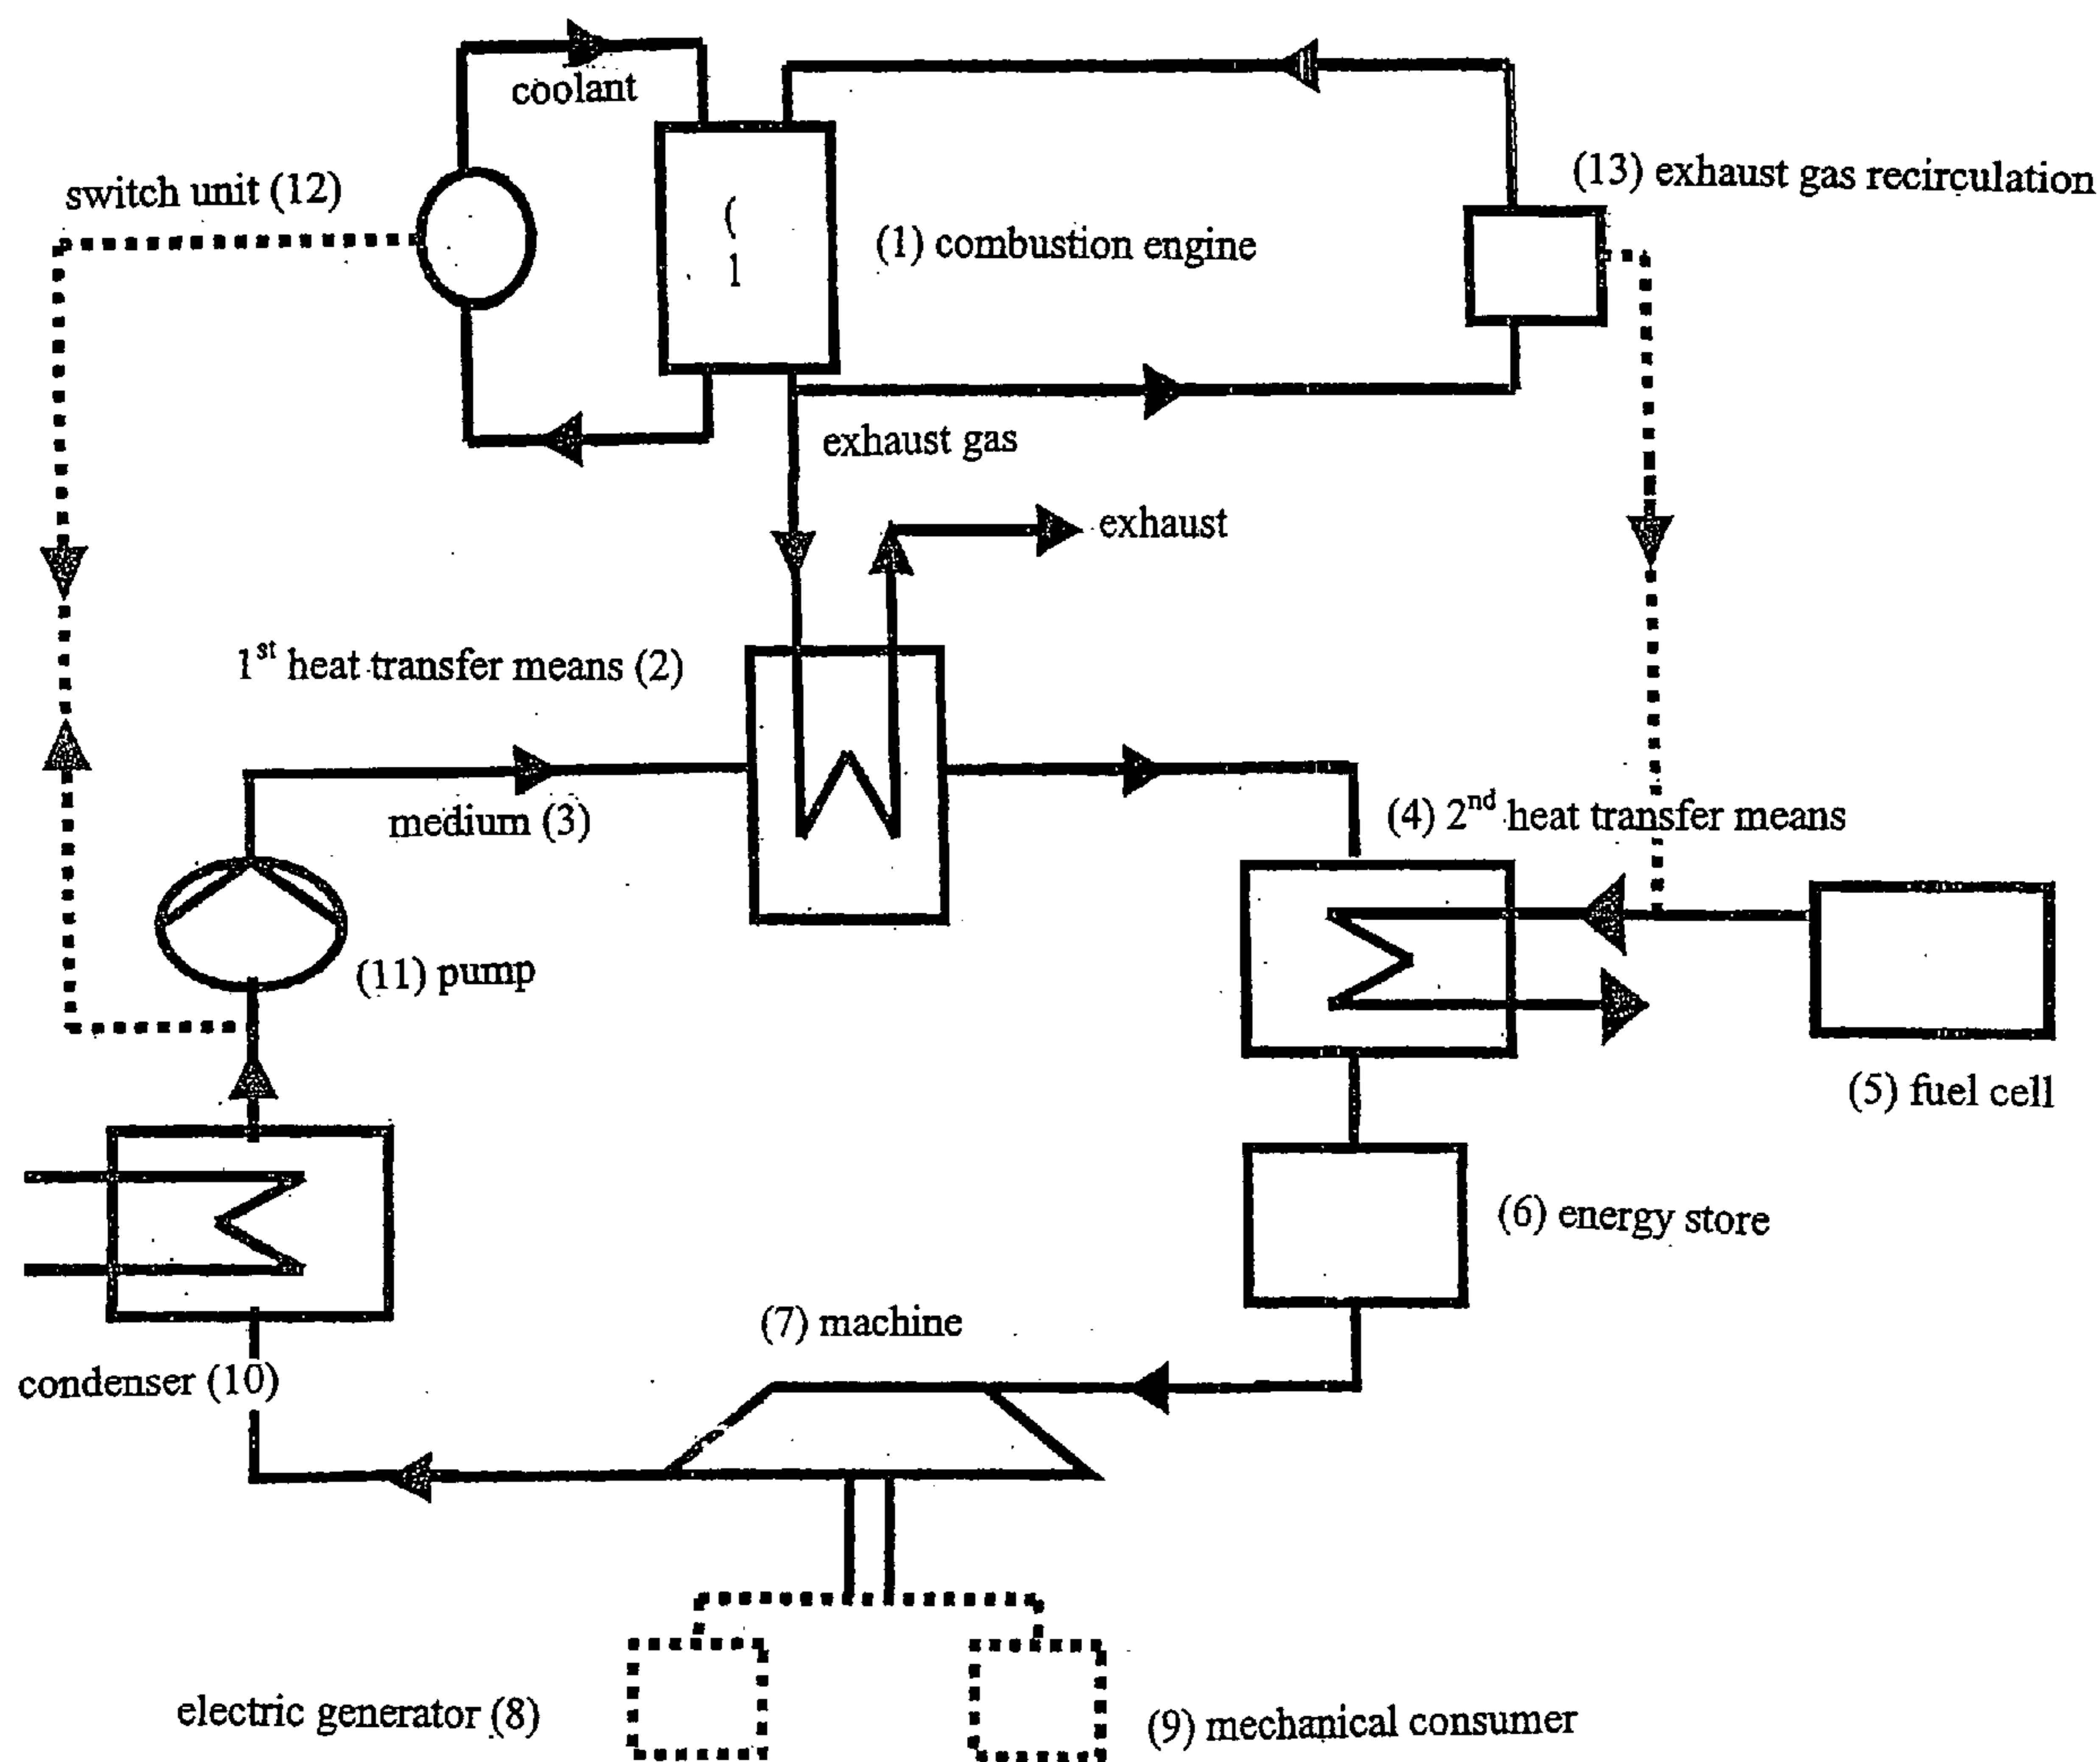 coolant
switch unit (12)
(13) exhaust gas recirculation
(
1
(1) combustion engine
exhaust gas
exhaust
1st heat transfer means (2)
medium (3)
(4) 2nd heat transfer means
(11) pump
(5) fuel cell
(6) energy store
(7) machine
condenser (10)
electric generator (8)
(9) mechanical consumer